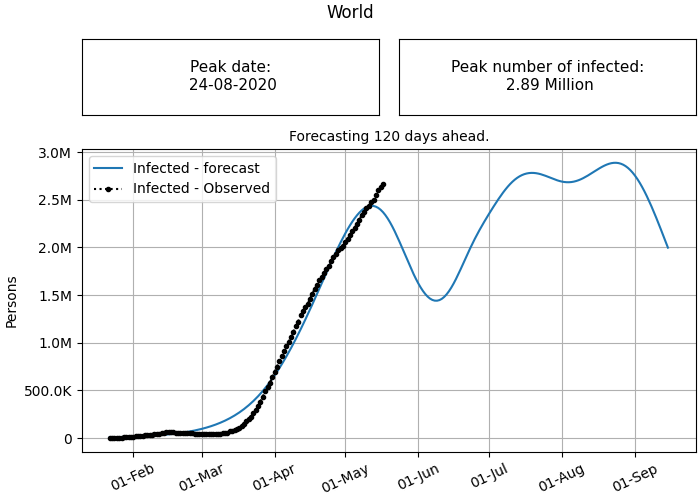 World
Peak date:
24-08-2020
Peak number of infected:
2.89 Million
Forecasting 120 days ahead.
Infected - forecast
Infected - Observed
Persons
3.0M
2.5M
2.0M
1.5M
1.0M
500.0K
0
01-Feb
01-Mar
01-Apr
01-May
01-Jun
01-Jul
01-Aug
01-Sep